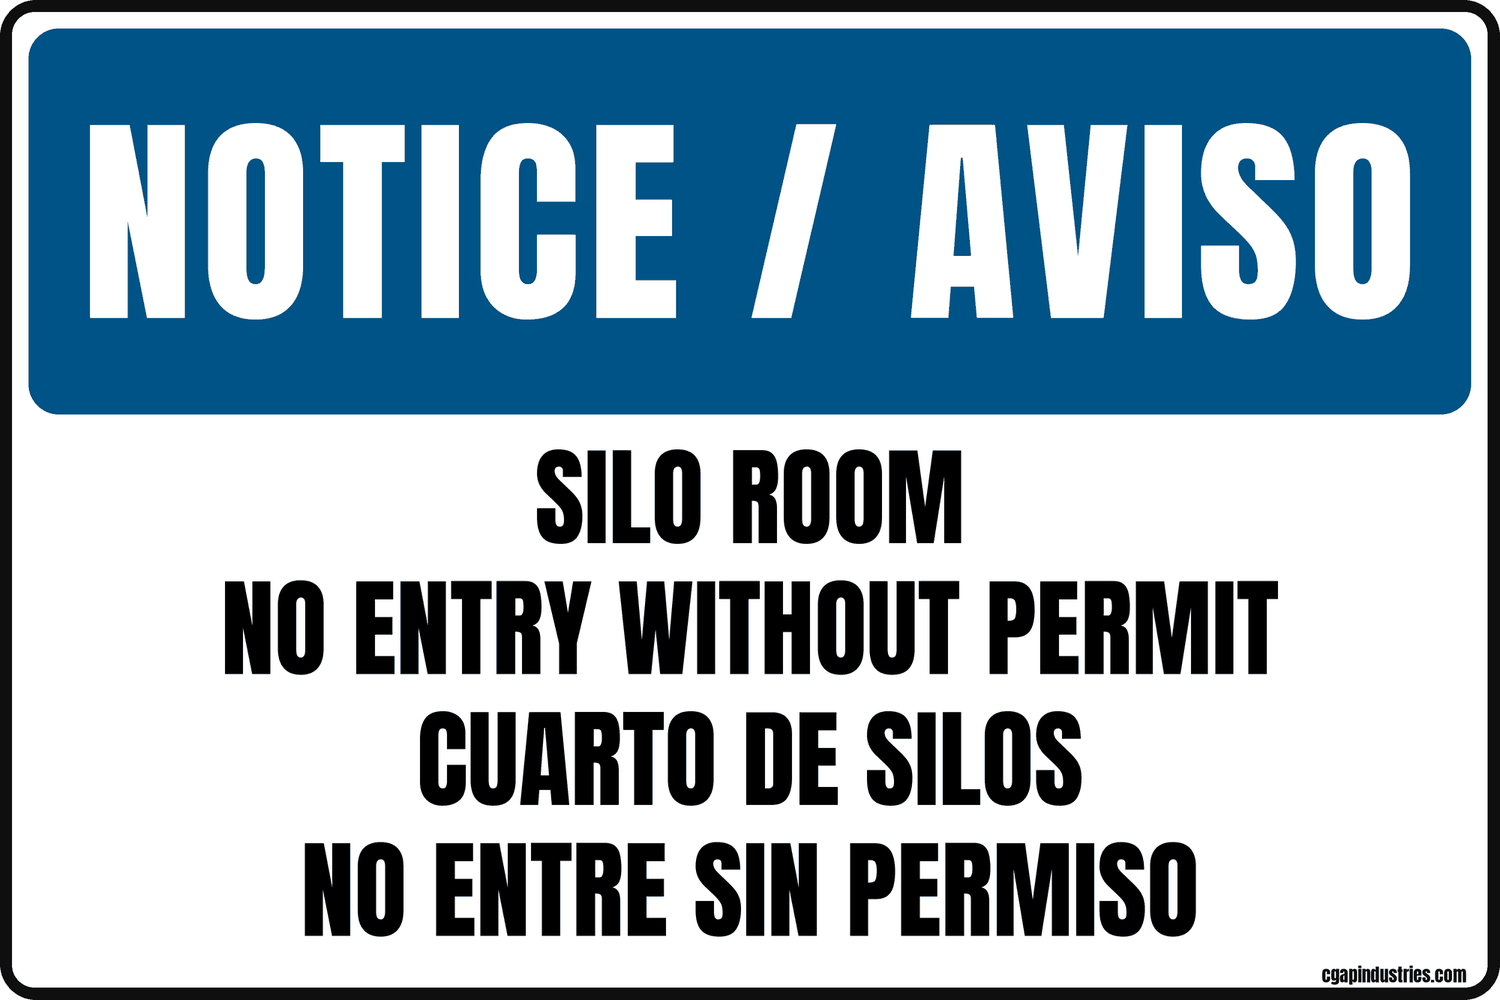 NOTICE / AVISO
SILO ROOM
NO ENTRY WITHOUT PERMIT
CUARTO DE SILOS
NO ENTRE SIN PERMISO
cgapindustries.com